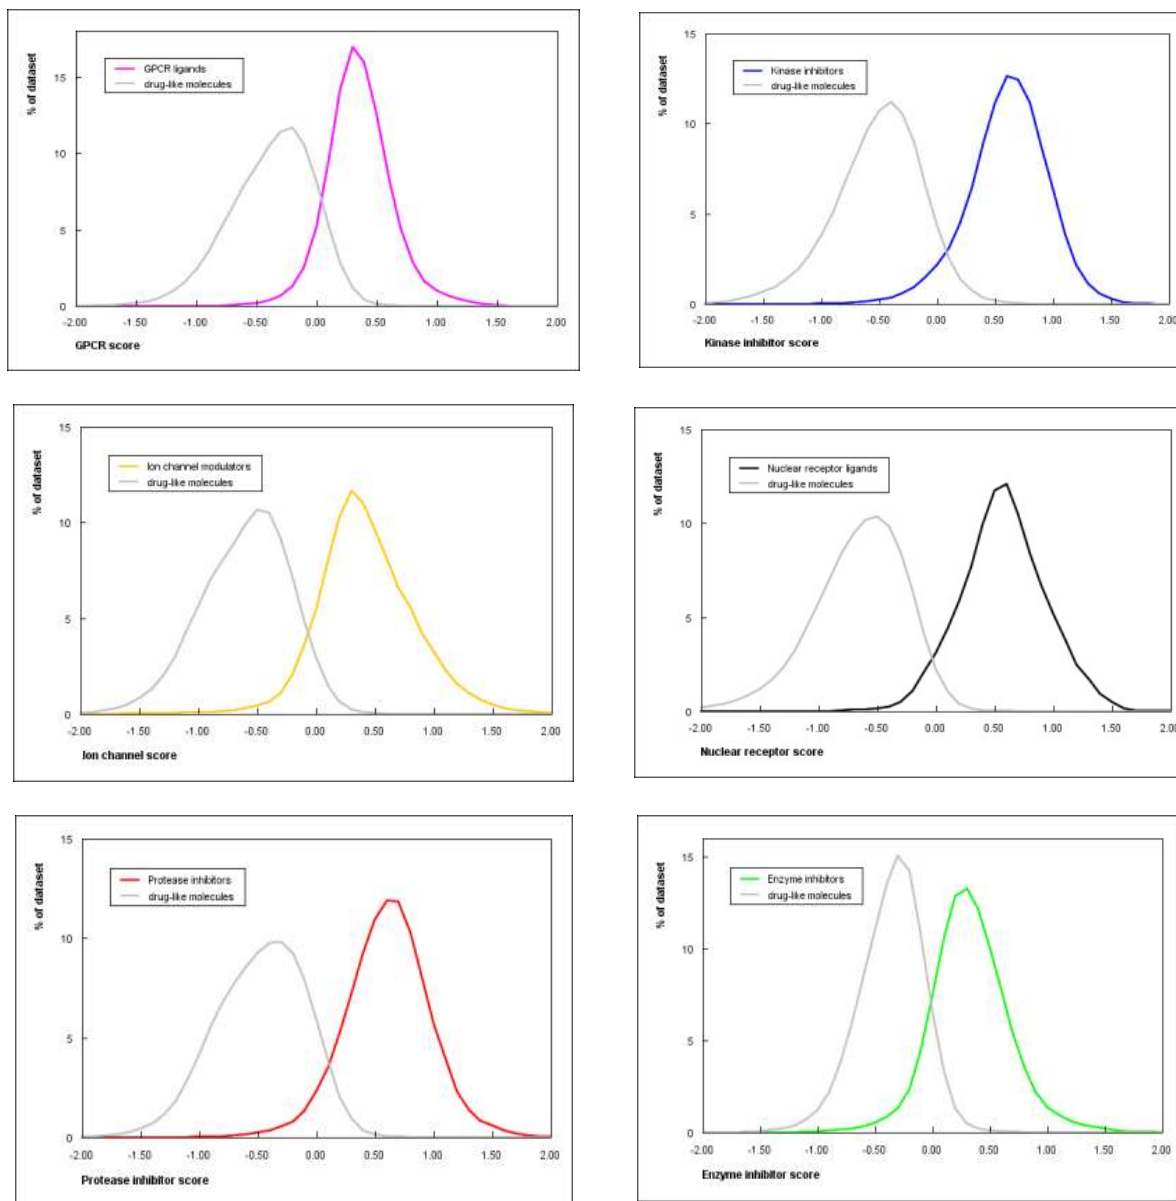 % of dataset
15
10
5
0
GPCR ligands
drug-like molecules
-2.00 -1.50 -1.00 -0.50 0.00 0.50 1.00 1.50 2.00
GPCR score
% of dataset
15
10
5
0
Kinase inhibitors
drug-like molecules
-2.00 -1.50 -1.00 -0.50 0.00 0.50 1.00 1.50 2.00
Kinase inhibitor score
% of dataset
15
10
5
0
Ion channel modulators
drug-like molecules
-2.00 -1.50 -1.00 -0.50 0.00 0.50 1.00 1.50 2.00
Ion channel score
% of dataset
15
10
5
0
Nuclear receptor ligands
drug-like molecules
-2.00 -1.50 -1.00 -0.50 0.00 0.50 1.00 1.50 2.00
Nuclear receptor score
% of dataset
15
10
5
0
Protease inhibitors
drug-like molecules
-2.00 -1.50 -1.00 -0.50 0.00 0.50 1.00 1.50 2.00
Protease inhibitor score
% of dataset
15
10
5
0
Enzyme inhibitors
drug-like molecules
-2.00 -1.50 -1.00 -0.50 0.00 0.50 1.00 1.50 2.00
Enzyme inhibitor score